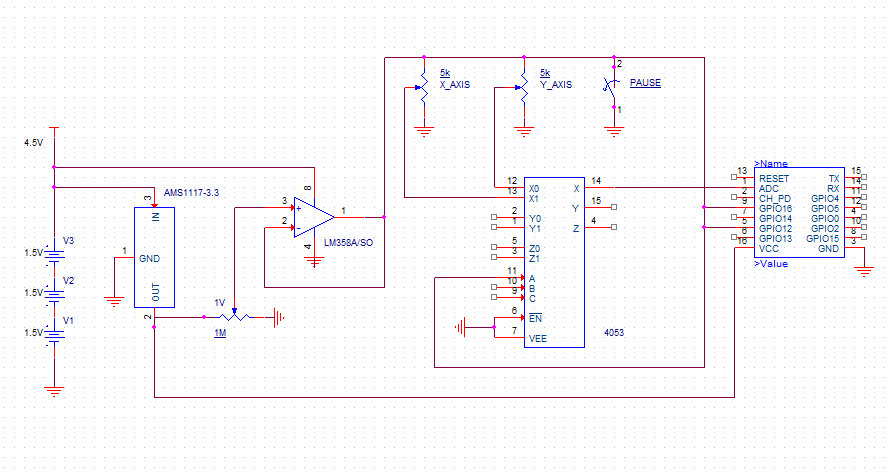 4.5V
V3
1.5V
V2
1.5V
V1
1.5V
AMS1117-3.3
3
IN
1
GND
OUT
2
1V
1M
8
3
+
2
-
1
LM358A/SO
4
5k
X_AXIS
5k
Y_AXIS
2
PAUSE
1
12 X0 X 14
13 X1
Y 15
2 Y0
1 Y1
Z 4
5 Z0
3 Z1
11 A
10 B
9 C
6 EN
7 VEE
4053
>Name
13 RESET TX 15
1 ADC RX 14
2 CH_PD GPIO4 11
9 GPIO16 GPIO5 12
7 GPIO14 GPIO0 4
5 GPIO12 GPIO2 10
6 GPIO13 GPIO15 8
16 VCC GND 3
>Value